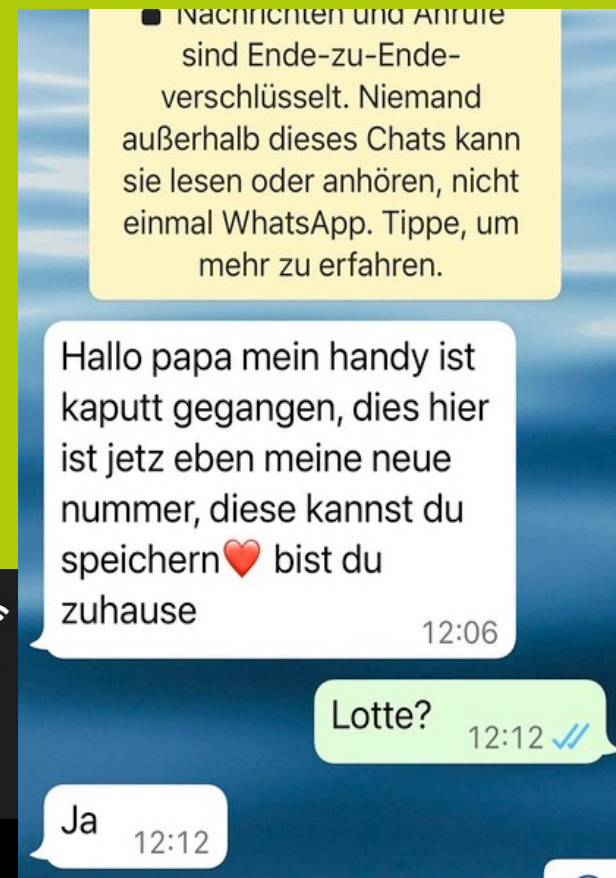 Nachrichten und Anrufe
sind Ende-zu-Ende-
verschlüsselt. Niemand
außerhalb dieses Chats kann
sie lesen oder anhören, nicht
einmal WhatsApp. Tippe, um
mehr zu erfahren.
Hallo papa mein handy ist
kaputt gegangen, dies hier
ist jetz eben meine neue
nummer, diese kannst du
speichern❤️ bist du
zuhause
12:06
Lotte?
12:12
Ja
12:12